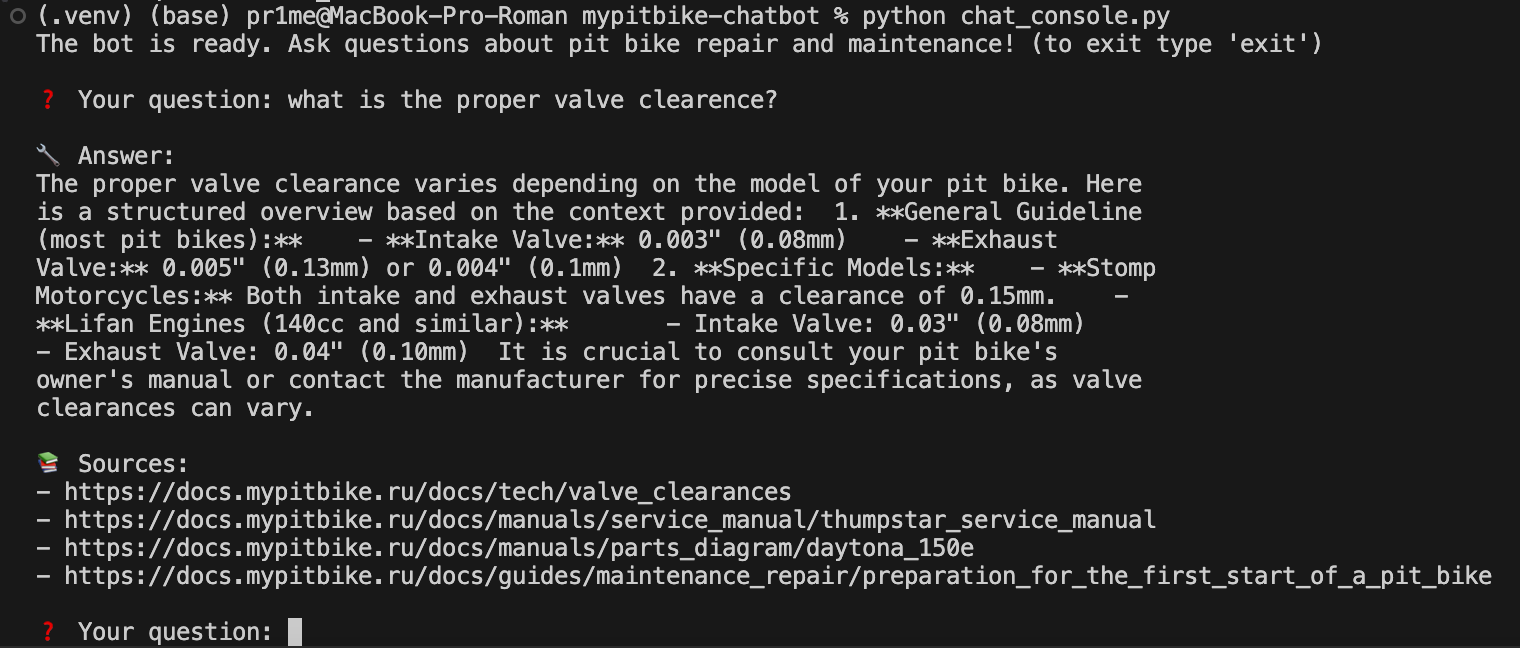 (.venv) (base) pr1me@MacBook-Pro-Roman mypitbike-chatbot % python chat_console.py
The bot is ready. Ask questions about pit bike repair and maintenance! (to exit type 'exit')
❓ Your question: what is the proper valve clearence?
🔧 Answer:
The proper valve clearance varies depending on the model of your pit bike. Here
is a structured overview based on the context provided:  1. **General Guideline
(most pit bikes):**    - **Intake Valve:** 0.003" (0.08mm)    - **Exhaust
Valve:** 0.005" (0.13mm) or 0.004" (0.1mm)  2. **Specific Models:**    - **Stomp
Motorcycles:** Both intake and exhaust valves have a clearance of 0.15mm.    -
**Lifan Engines (140cc and similar):**       - Intake Valve: 0.03" (0.08mm)
- Exhaust Valve: 0.04" (0.10mm)  It is crucial to consult your pit bike's
owner's manual or contact the manufacturer for precise specifications, as valve
clearances can vary.
📚 Sources:
- https://docs.mypitbike.ru/docs/tech/valve_clearances
- https://docs.mypitbike.ru/docs/manuals/service_manual/thumpstar_service_manual
- https://docs.mypitbike.ru/docs/manuals/parts_diagram/daytona_150e
- https://docs.mypitbike.ru/docs/guides/maintenance_repair/preparation_for_the_first_start_of_a_pit_bike
❓ Your question: